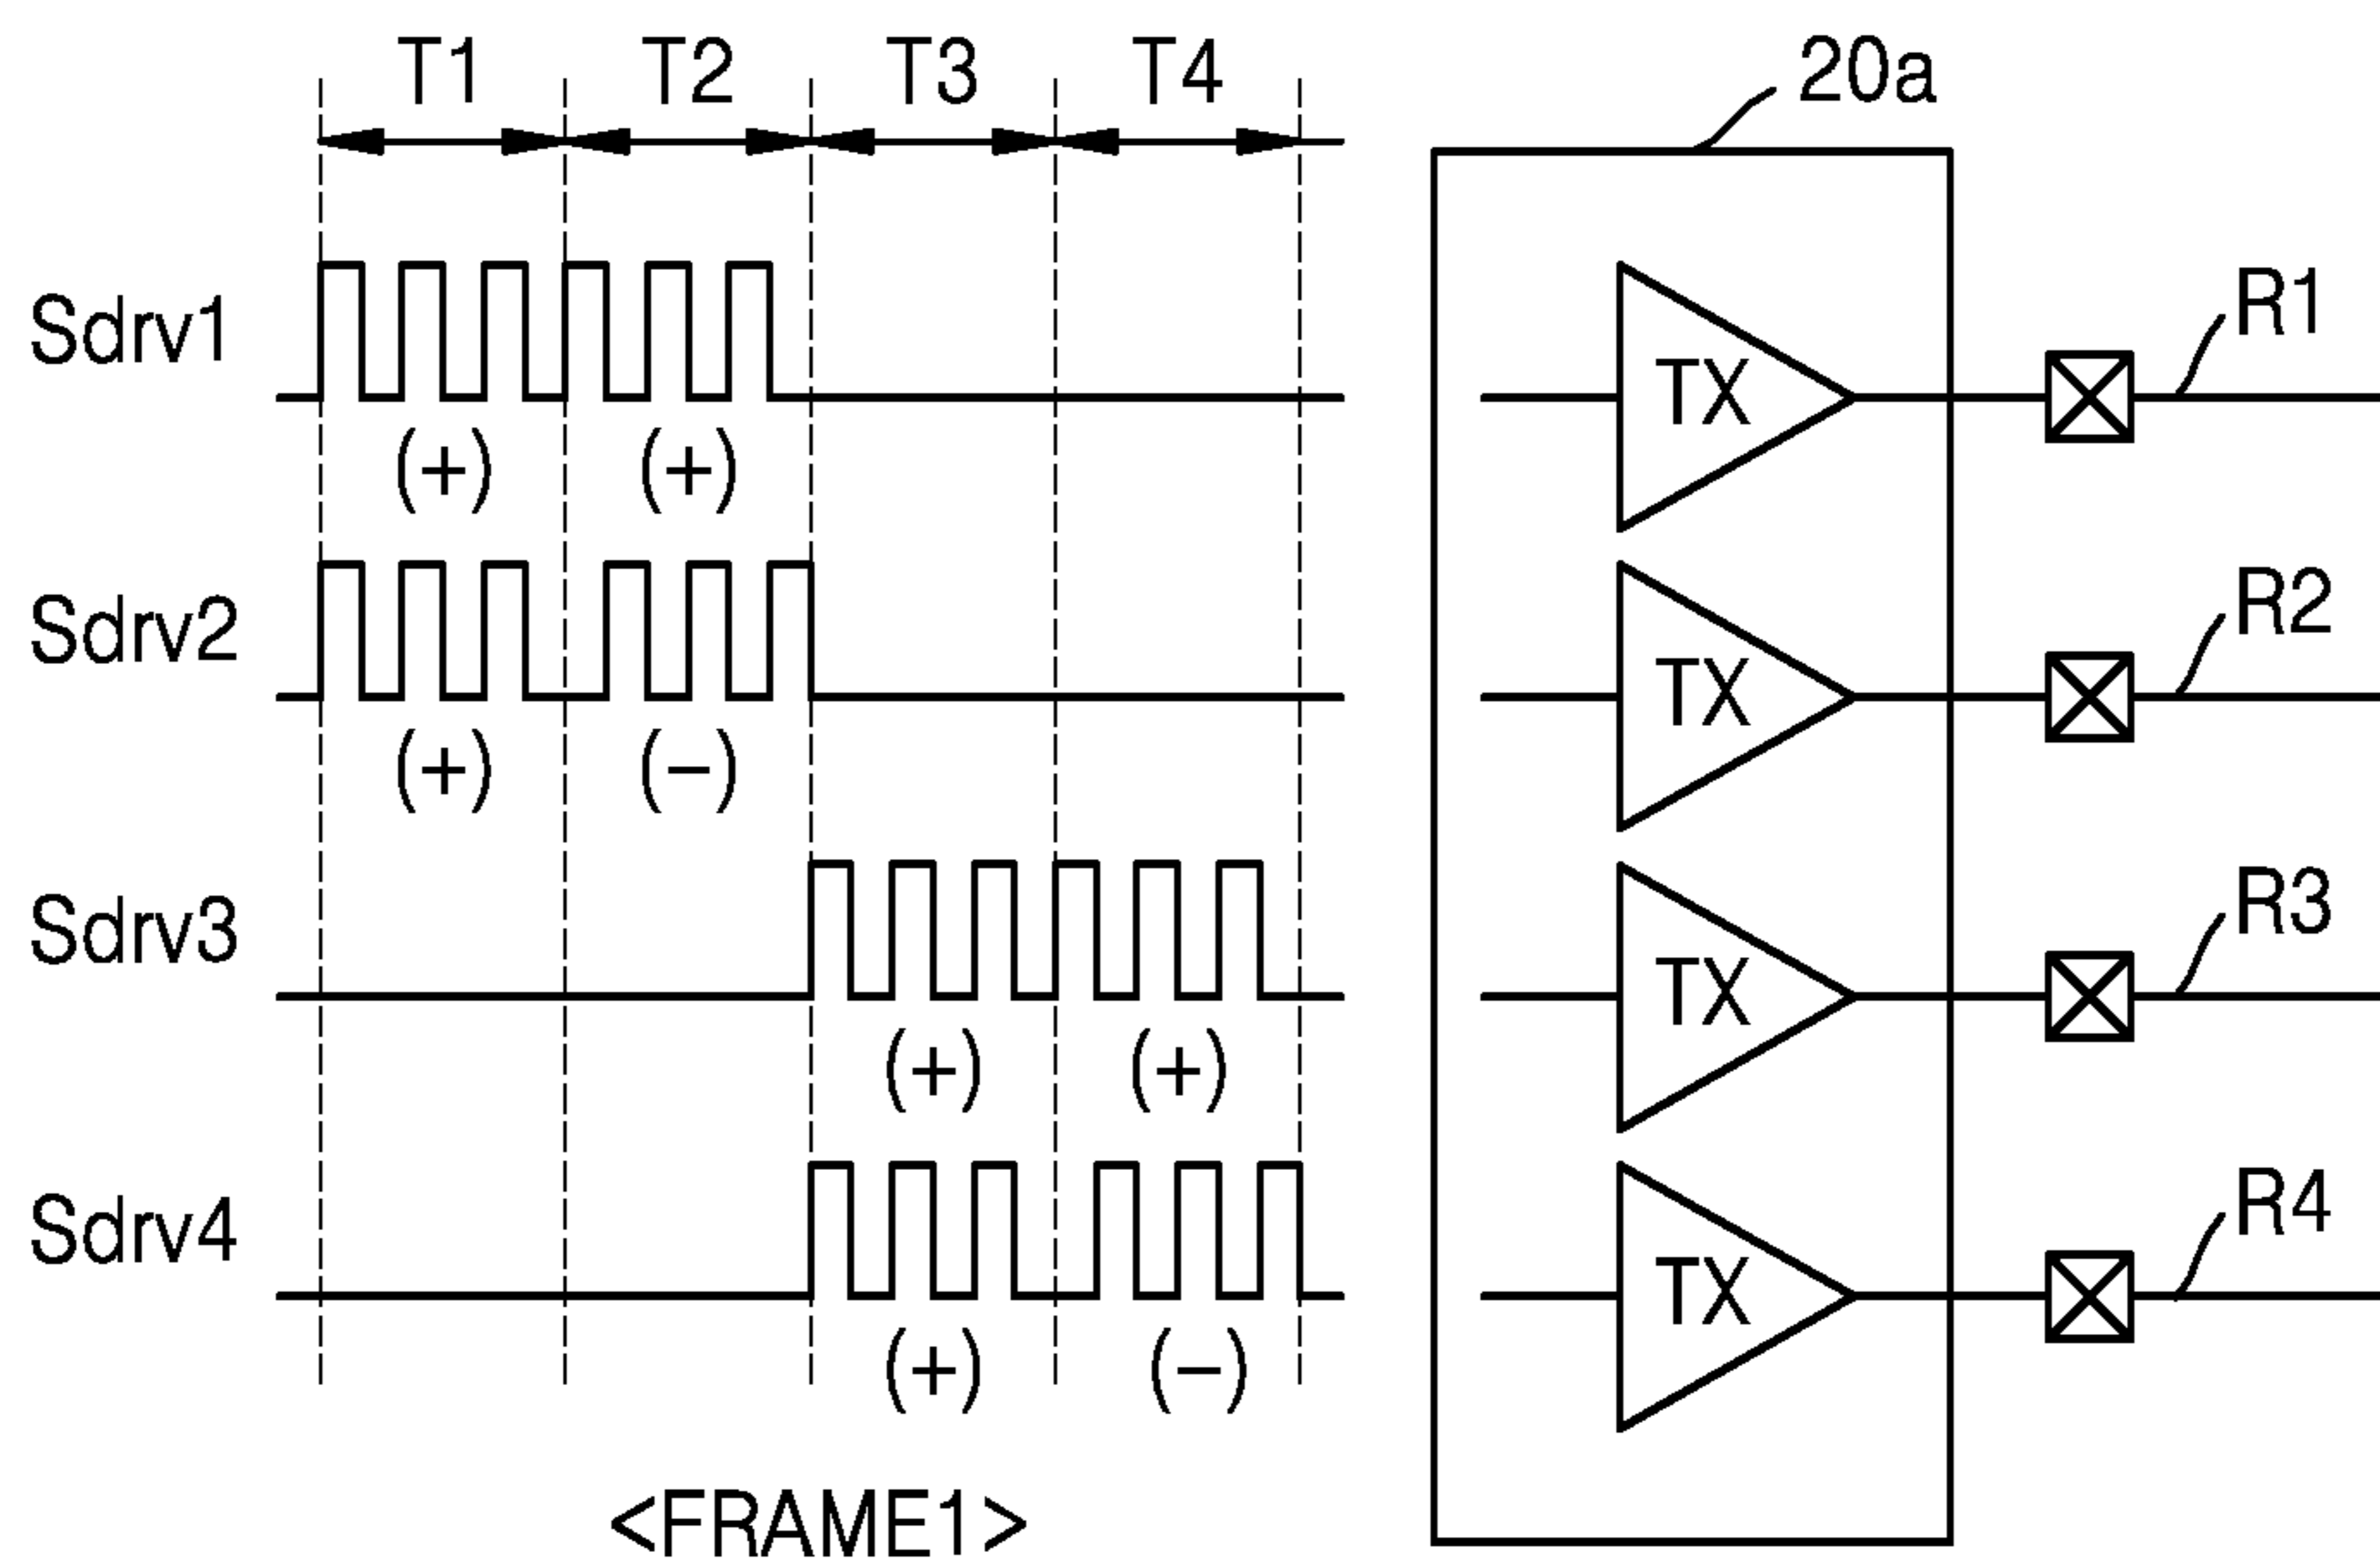 T1 T2 T3 T4
20a
Sdrv1
(+) (+)
TX
R1
Sdrv2
(+) (−)
TX
R2
Sdrv3
(+) (+)
TX
R3
Sdrv4
(+) (−)
TX
R4
<FRAME1>